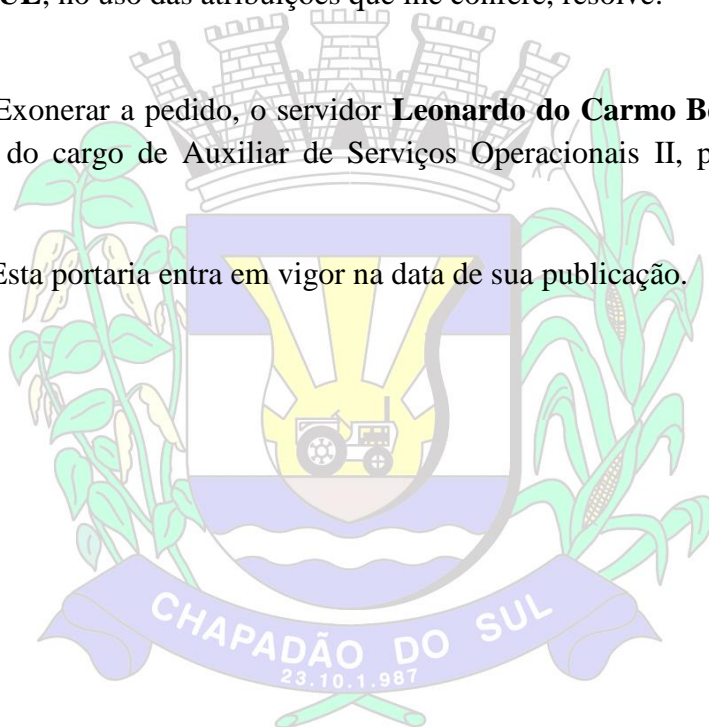 UL, no uso das atribuições que me confere, resolve:
Exonerar a pedido, o servidor Leonardo do Carmo B
do cargo de Auxiliar de Serviços Operacionais II, p
Esta portaria entra em vigor na data de sua publicação.
CHAPADÃO DO SUL
23.10.1.987